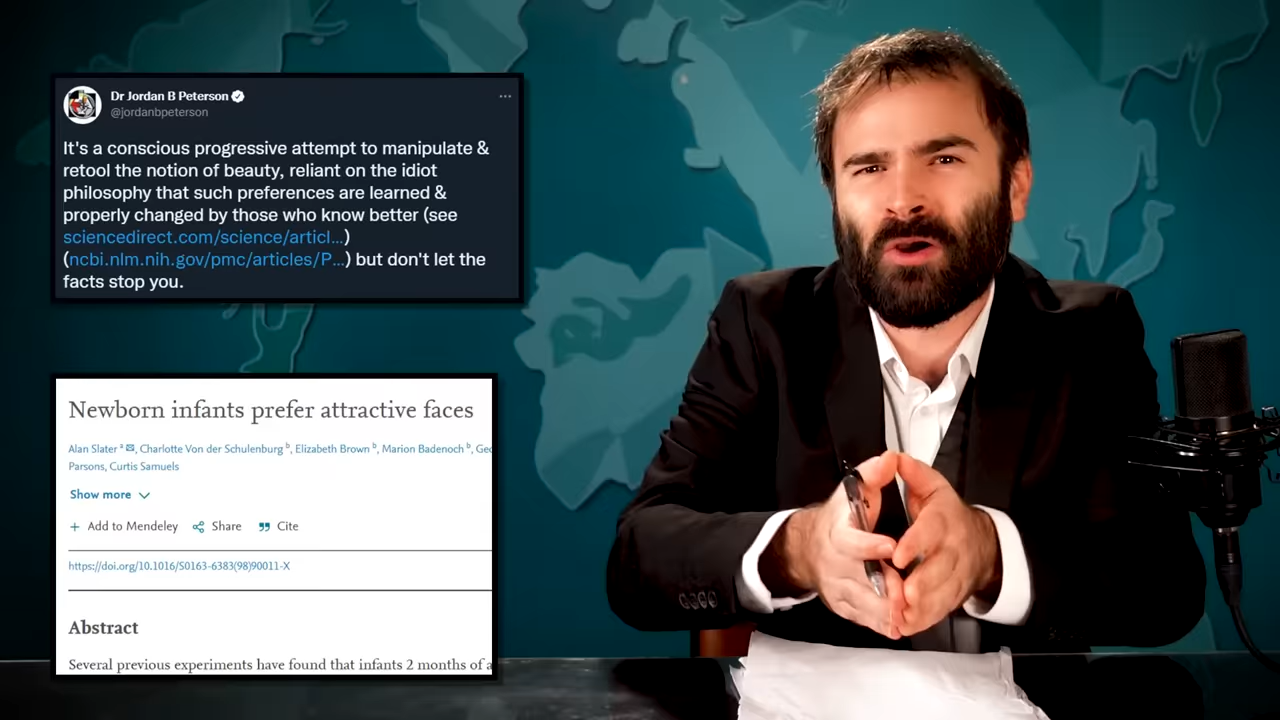 Dr Jordan B Peterson
@jordanbpeterson
It's a conscious progressive attempt to manipulate &
retool the notion of beauty, reliant on the idiot
philosophy that such preferences are learned &
properly changed by those who know better (see
sciencedirect.com/science/articl...)
(ncbi.nlm.nih.gov/pmc/articles/P...) but don't let the
facts stop you.
Newborn infants prefer attractive faces
Alan Slater a, Charlotte Von der Schulenburg b, Elizabeth Brown b, Marion Badenoch b, Geo
Parsons, Curtis Samuels
Show more
+ Add to Mendeley Share Cite
https://doi.org/10.1016/S0163-6383(98)90011-X
Abstract
Several previous experiments have found that infants 2 months of a